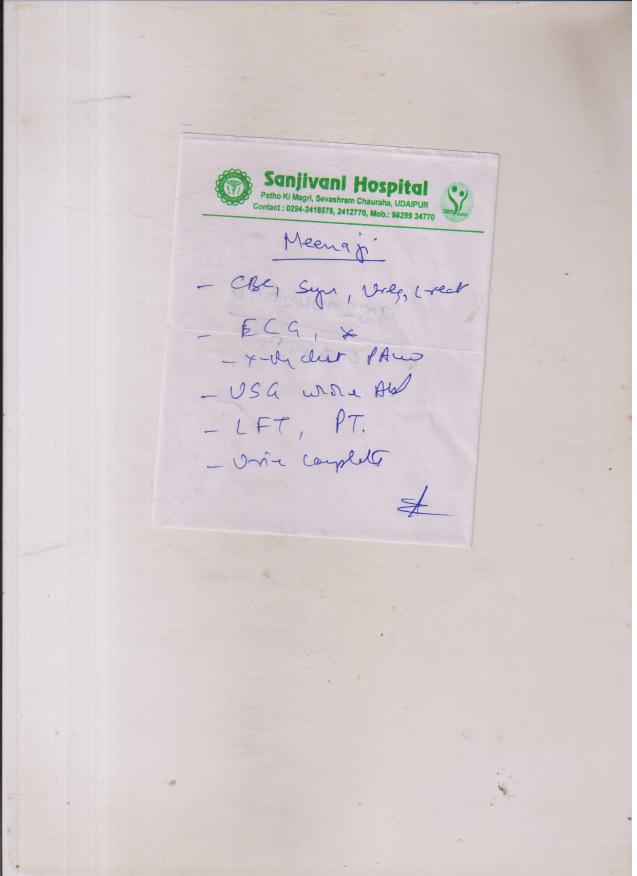 Sanjivani Hospital
Patho Ki Magri, Sevashram Chauraha, UDAIPUR
Contact : 0294-2418575, 2412770, Mob.: 98299 34770
Meenaji
- CBC, Sugar, Urea, Creat
- ECG,
- X-Ray chest PA
- USG whole Abd
- LFT, PT.
- Urine complete